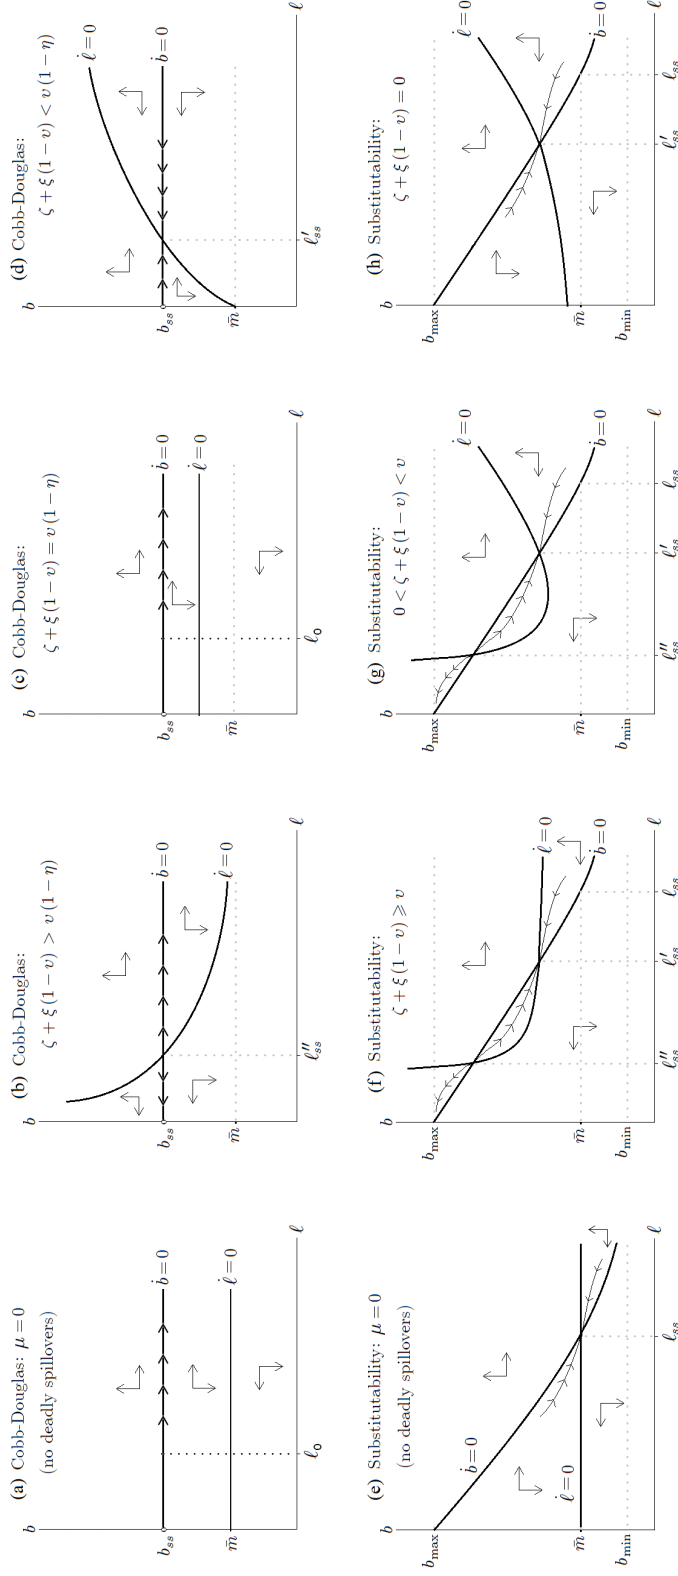 (a) Cobb-Douglas: μ = 0
(no deadly spillovers)
b
ḃ = 0
b_ss
ℓ̇ = 0
m̄
ℓ_o
ℓ
(b) Cobb-Douglas:
ζ + ξ (1 − υ) > υ (1 − η)
b
ḃ = 0
b_ss
ℓ̇ = 0
m̄
ℓ''_ss
ℓ
(c) Cobb-Douglas:
ζ + ξ (1 − υ) = υ (1 − η)
b
ḃ = 0
b_ss
ℓ̇ = 0
m̄
ℓ_o
ℓ
(d) Cobb-Douglas:
ζ + ξ (1 − υ) < υ (1 − η)
b
ℓ̇ = 0
ḃ = 0
b_ss
m̄
ℓ'_ss
ℓ
(e) Substitutability: μ = 0
(no deadly spillovers)
b
b_max
ḃ = 0
ℓ̇ = 0
m̄
b_min
ℓ_ss
ℓ
(f) Substitutability:
ζ + ξ (1 − υ) ⩾ υ
b
b_max
ℓ̇ = 0
m̄
ḃ = 0
b_min
ℓ''_ss
ℓ'_ss
ℓ_ss
ℓ
(g) Substitutability:
0 < ζ + ξ (1 − υ) < υ
b
b_max
ℓ̇ = 0
m̄
ḃ = 0
b_min
ℓ''_ss
ℓ'_ss
ℓ_ss
ℓ
(h) Substitutability:
ζ + ξ (1 − υ) = 0
b
b_max
ℓ̇ = 0
m̄
ḃ = 0
b_min
ℓ'_ss
ℓ_ss
ℓ